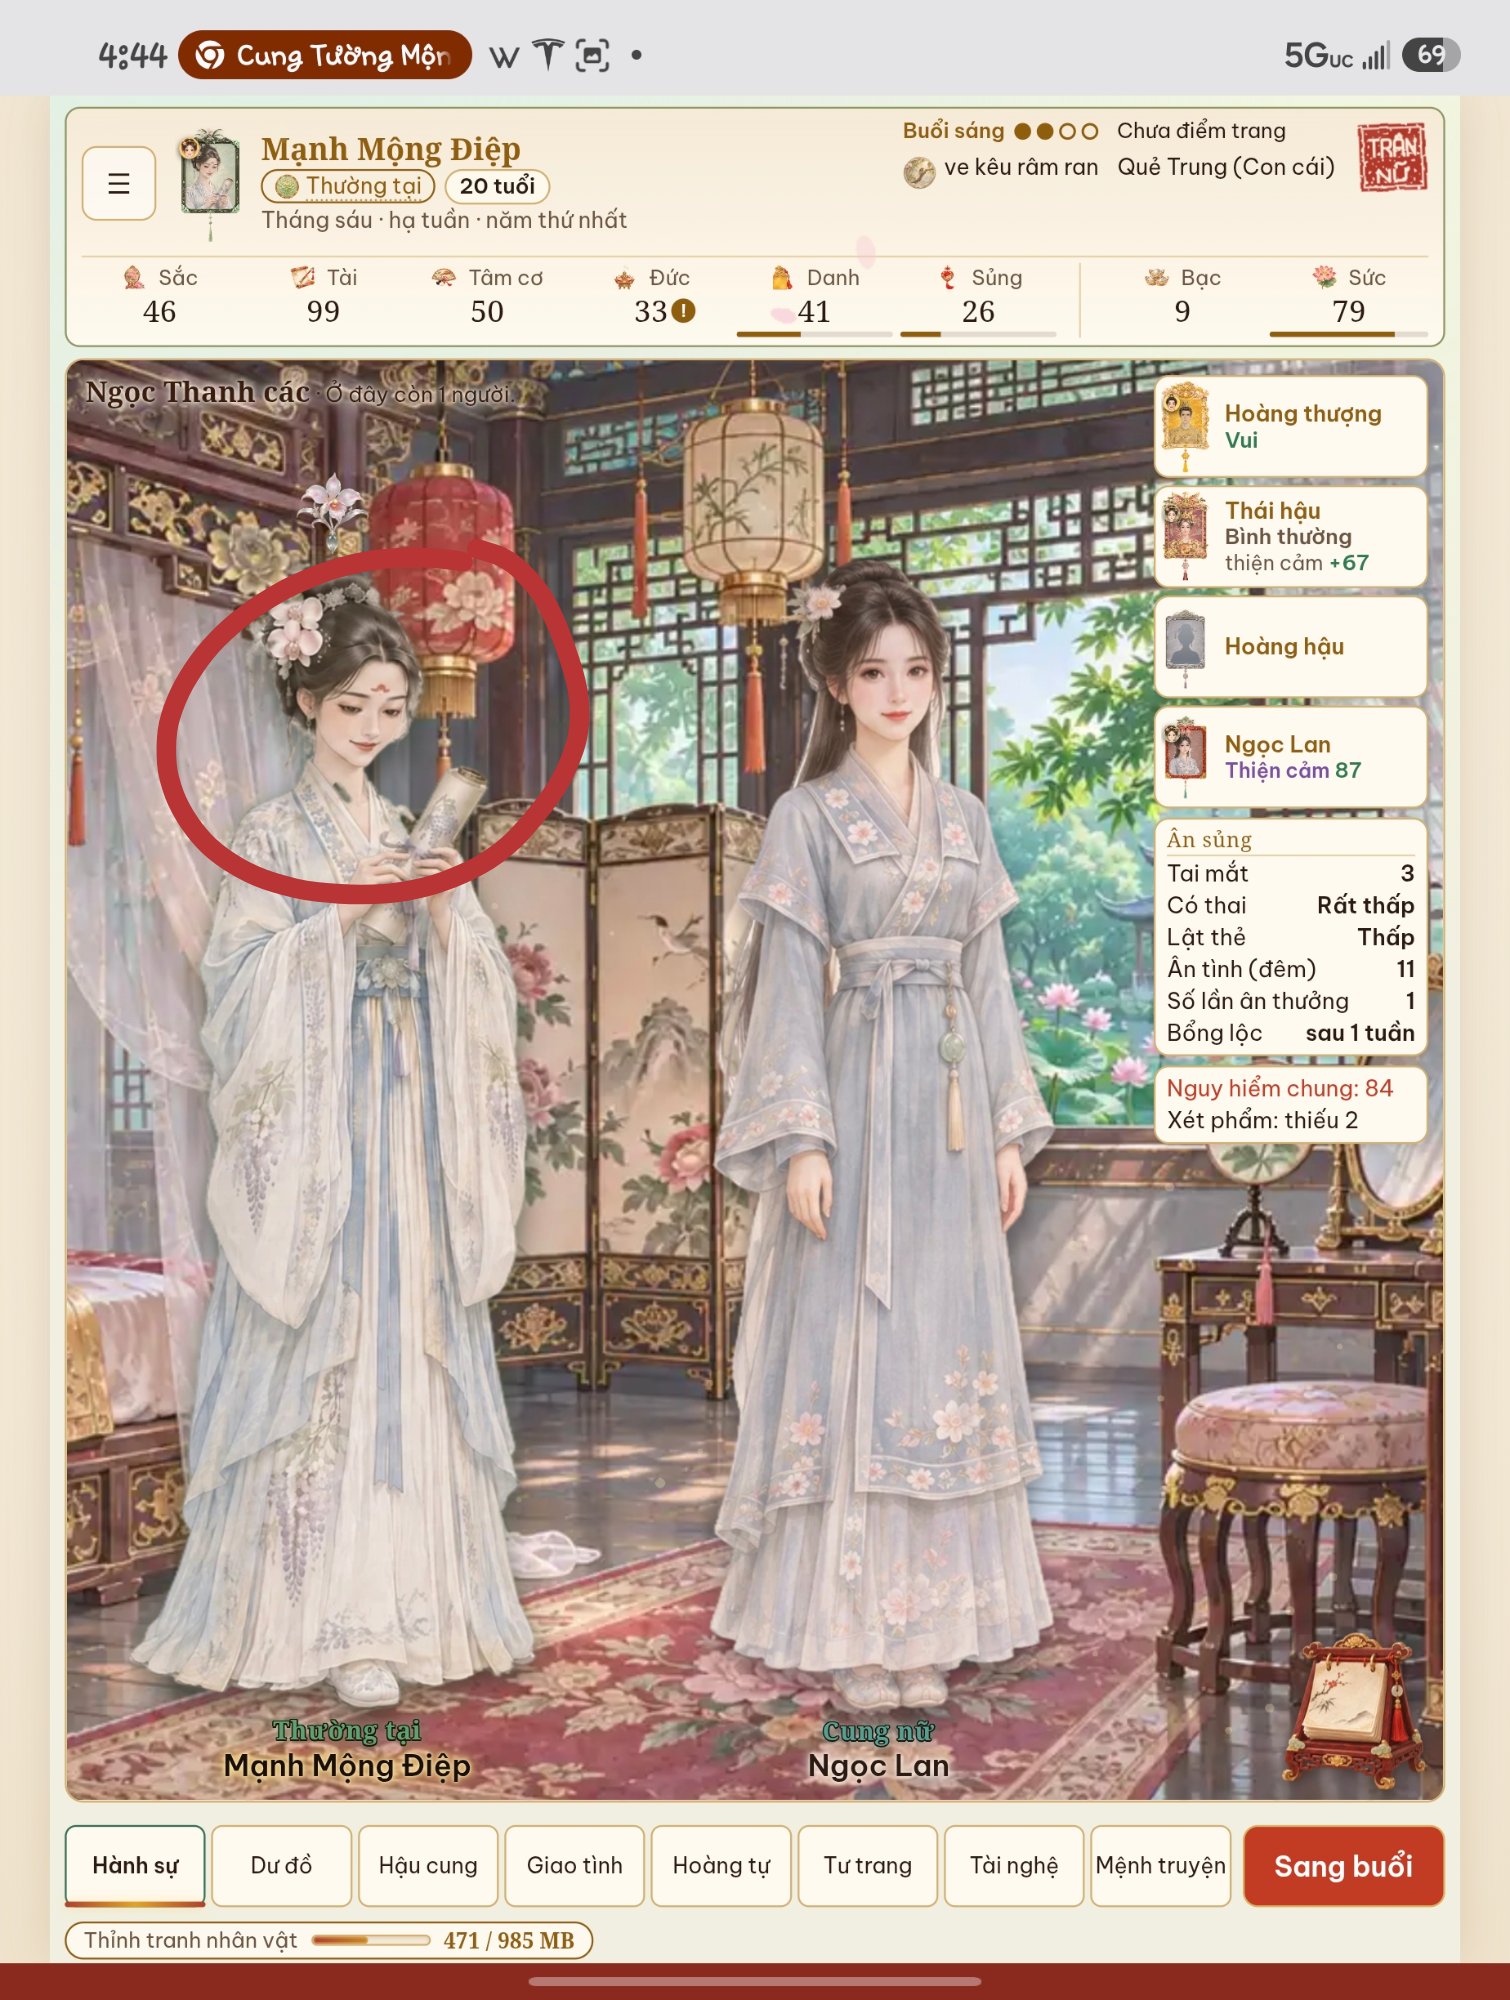 4:44 Cung Tường Mộn
5G UC 69
Mạnh Mộng Điệp
Thường tại 20 tuổi
Tháng sáu · hạ tuần · năm thứ nhất
Buổi sáng Chưa điểm trang
ve kêu râm ran Quẻ Trung (Con cái)
TRÂN NỮ
Sắc Tài Tâm cơ Đức Danh Sủng Bạc Sức
46 99 50 33! 41 26 9 79
Ngọc Thanh các · Ở đây còn 1 người.
Hoàng thượng
Vui
Thái hậu
Bình thường
thiện cảm +67
Hoàng hậu
Ngọc Lan
Thiện cảm 87
Ân sủng
Tai mắt 3
Có thai Rất thấp
Lật thẻ Thấp
Ân tình (đêm) 11
Số lần ân thưởng 1
Bổng lộc sau 1 tuần
Nguy hiểm chung: 84
Xét phẩm: thiếu 2
Thường tại
Mạnh Mộng Điệp
Cung nữ
Ngọc Lan
Hành sự
Dư đồ
Hậu cung
Giao tình
Hoàng tự
Tư trang
Tài nghệ
Mệnh truyện
Sang buổi
Thỉnh tranh nhân vật 471 / 985 MB